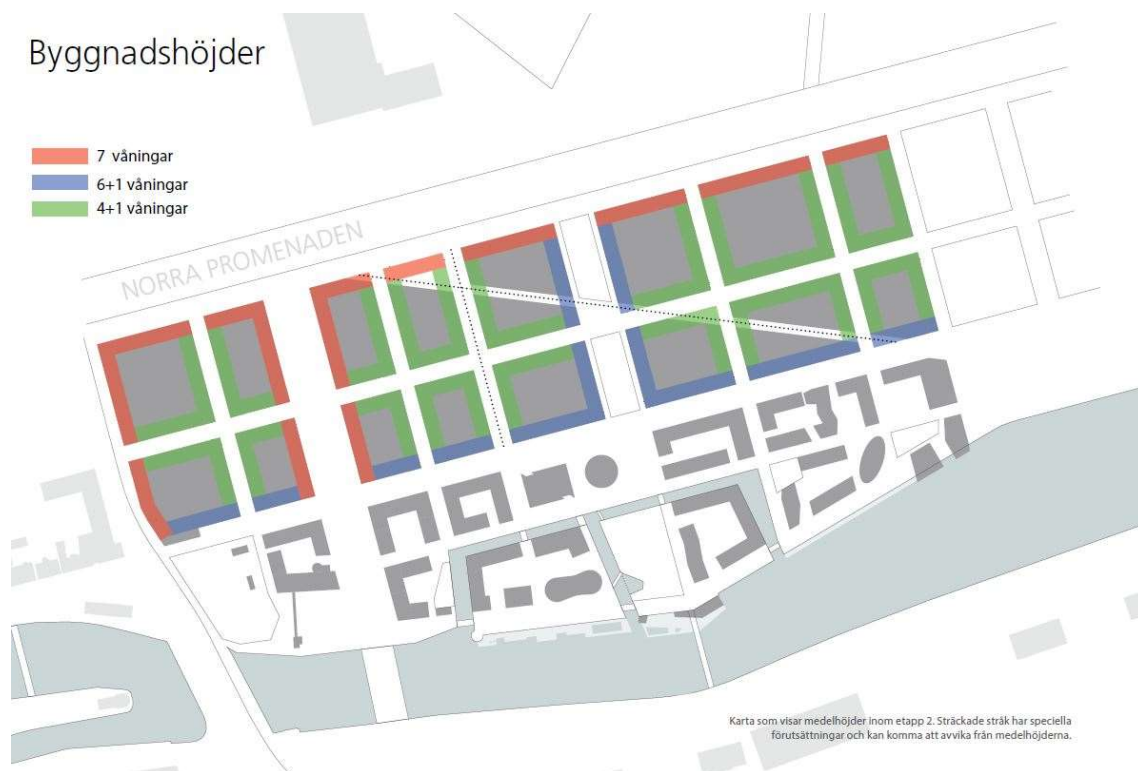 Byggnadshöjder
7 våningar
6+1 våningar
4+1 våningar
NORRA PROMENADEN
Karta som visar medelhöjder inom etapp 2. Sträckade stråk har speciella
förutsättningar och kan komma att avvika från medelhöjderna.